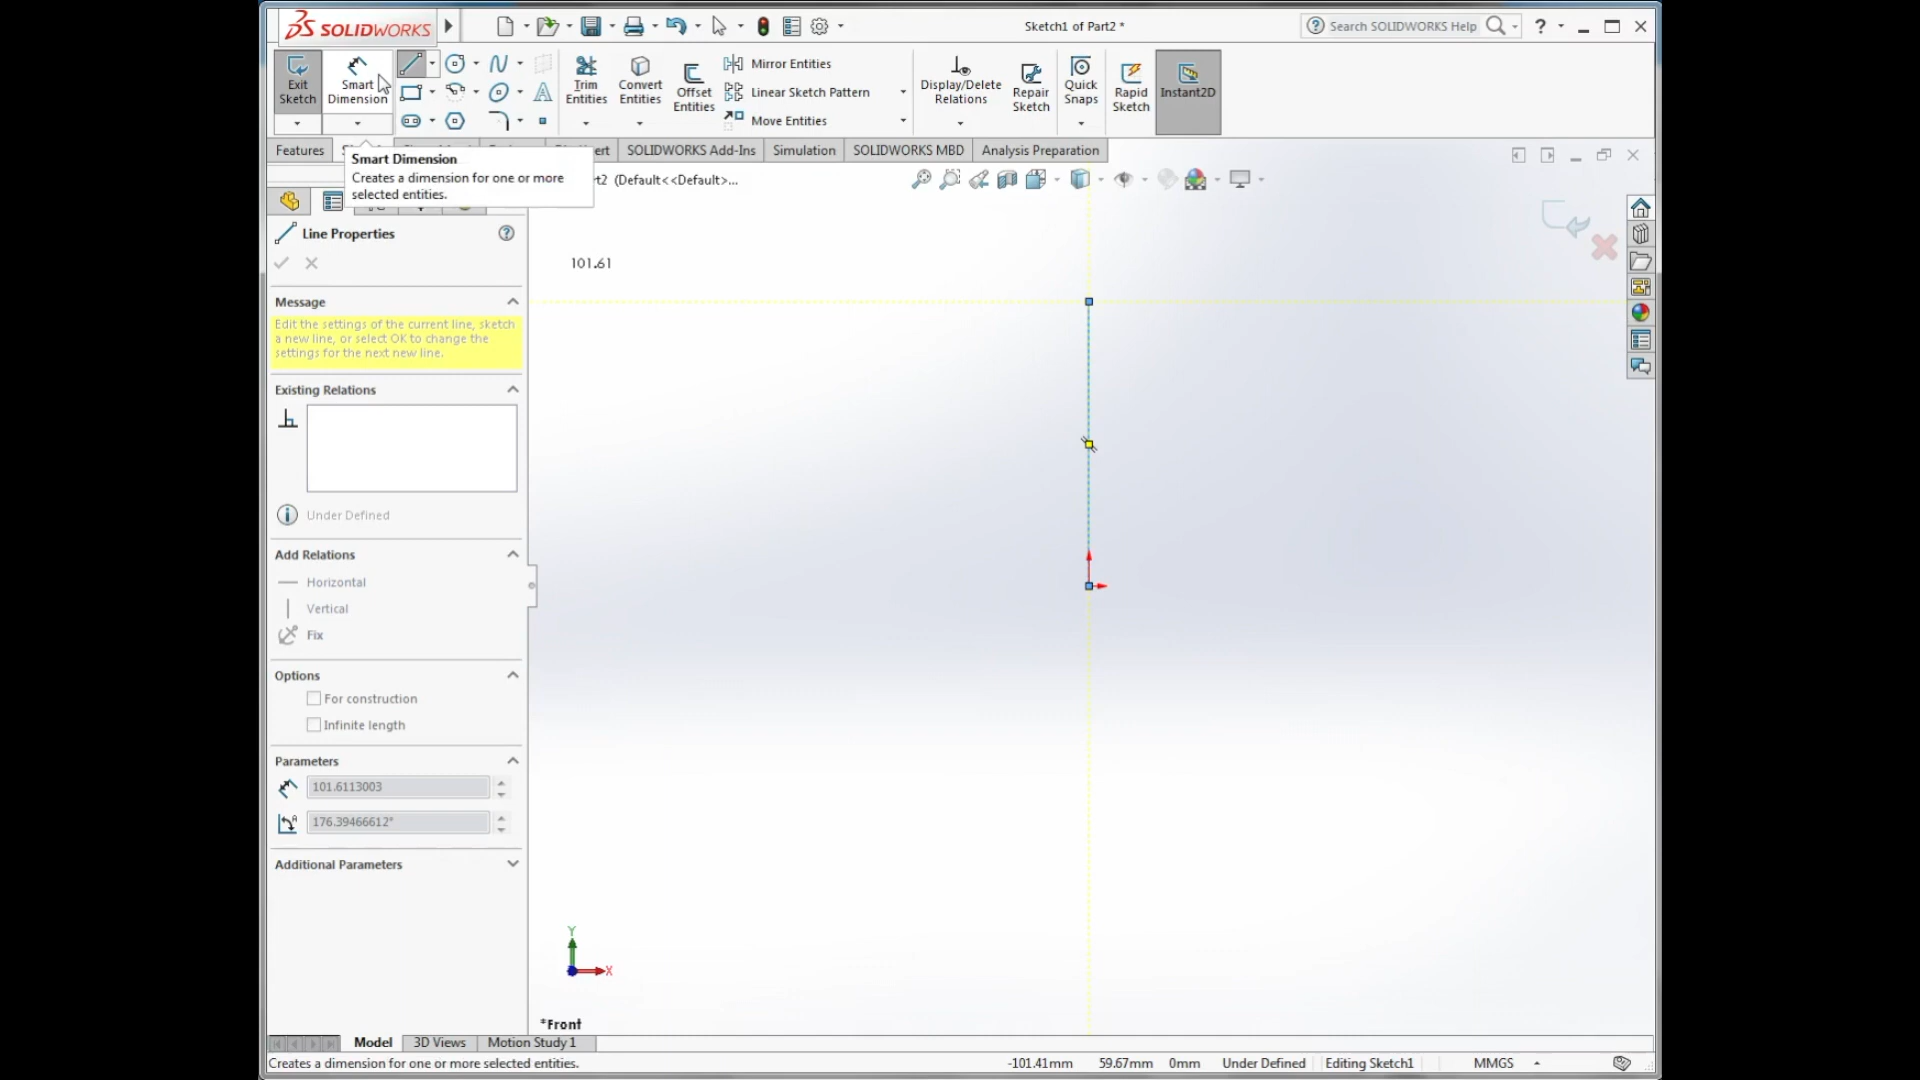 SOLIDWORKS
Sketch1 of Part2 *
Search SOLIDWORKS Help
?
Exit Sketch
Smart Dimension
Trim Entities
Convert Entities
Offset Entities
Mirror Entities
Linear Sketch Pattern
Move Entities
Display/Delete Relations
Repair Sketch
Quick Snaps
Rapid Sketch
Instant2D
Features
SOLIDWORKS Add-Ins
Simulation
SOLIDWORKS MBD
Analysis Preparation
Smart Dimension
Creates a dimension for one or more
selected entities.
(Default<<Default>...
Line Properties
101.61
Message
Edit the settings of the current line, sketch
a new line, or select OK to change the
settings for the next new line.
Existing Relations
Under Defined
Add Relations
Horizontal
Vertical
Fix
Options
For construction
Infinite length
Parameters
101.6113003
176.39466612°
Additional Parameters
Y
X
*Front
Model
3D Views
Motion Study 1
Creates a dimension for one or more selected entities.
-101.41mm
59.67mm
0mm
Under Defined
Editing Sketch1
MMGS